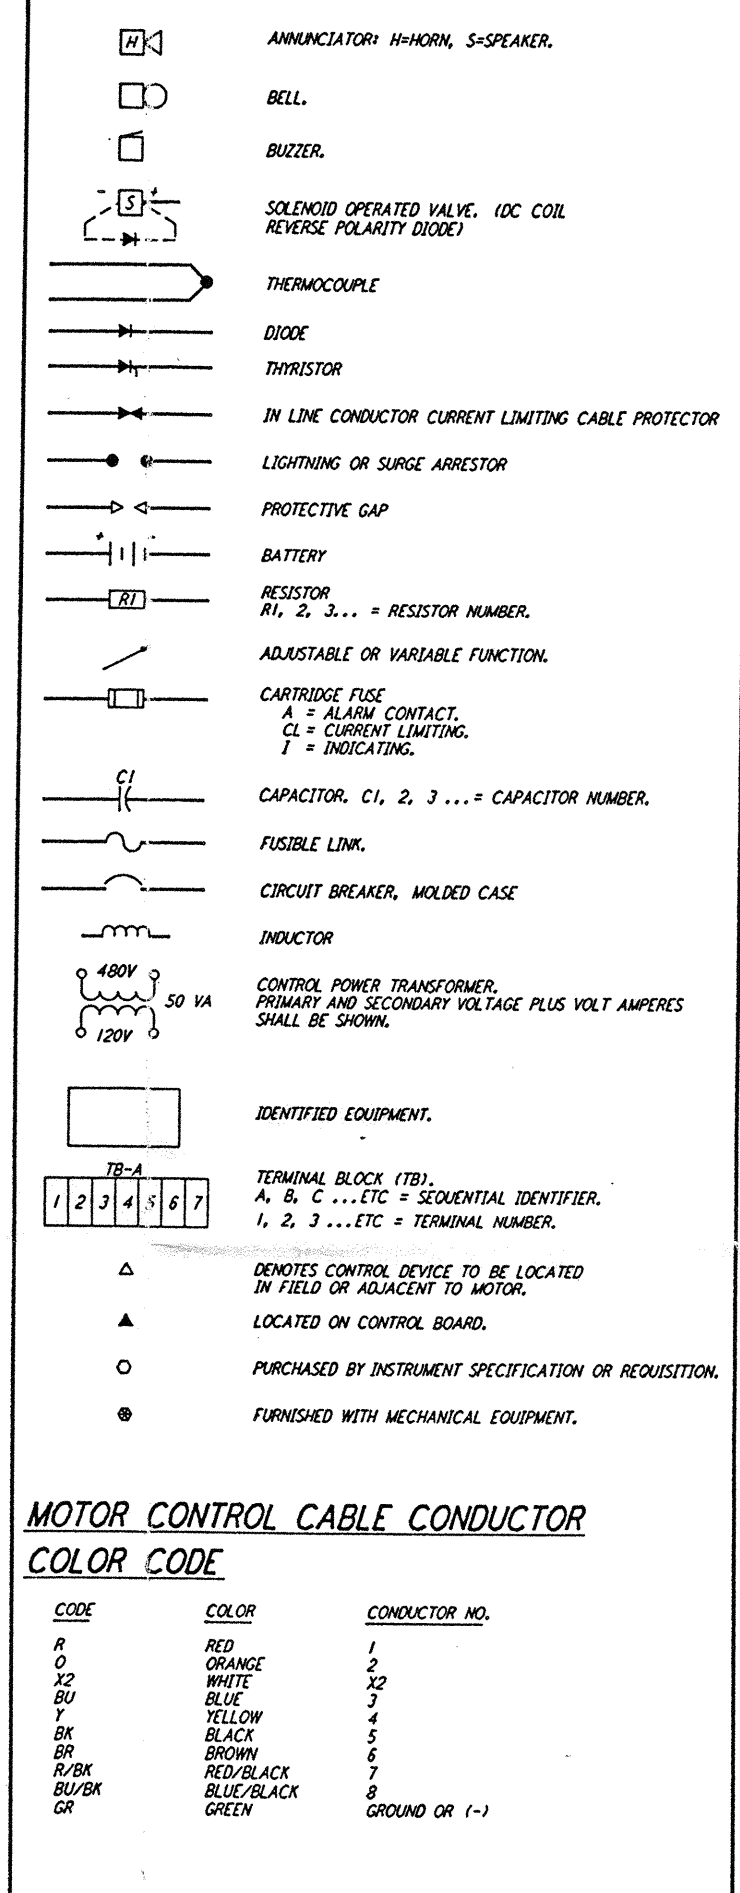 H ANNUNCIATOR: H=HORN, S=SPEAKER.
BELL.
BUZZER.
- S + SOLENOID OPERATED VALVE. (DC COIL
REVERSE POLARITY DIODE)
THERMOCOUPLE
DIODE
THYRISTOR
IN LINE CONDUCTOR CURRENT LIMITING CABLE PROTECTOR
LIGHTNING OR SURGE ARRESTOR
PROTECTIVE GAP
+ - BATTERY
R1 RESISTOR
R1, 2, 3... = RESISTOR NUMBER.
ADJUSTABLE OR VARIABLE FUNCTION.
CARTRIDGE FUSE
A = ALARM CONTACT.
CL = CURRENT LIMITING.
I = INDICATING.
C1
CAPACITOR. C1, 2, 3 ...= CAPACITOR NUMBER.
FUSIBLE LINK.
CIRCUIT BREAKER, MOLDED CASE
INDUCTOR
480V
50 VA
120V
CONTROL POWER TRANSFORMER.
PRIMARY AND SECONDARY VOLTAGE PLUS VOLT AMPERES
SHALL BE SHOWN.
IDENTIFIED EQUIPMENT.
TB-A
1 2 3 4 5 6 7
TERMINAL BLOCK (TB).
A, B, C ...ETC = SEQUENTIAL IDENTIFIER.
1, 2, 3 ...ETC = TERMINAL NUMBER.
DENOTES CONTROL DEVICE TO BE LOCATED
IN FIELD OR ADJACENT TO MOTOR.
LOCATED ON CONTROL BOARD.
PURCHASED BY INSTRUMENT SPECIFICATION OR REQUISITION.
FURNISHED WITH MECHANICAL EQUIPMENT.
MOTOR CONTROL CABLE CONDUCTOR
COLOR CODE
CODE COLOR CONDUCTOR NO.
R RED 1
O ORANGE 2
X2 WHITE X2
BU BLUE 3
Y YELLOW 4
BK BLACK 5
BR BROWN 6
R/BK RED/BLACK 7
BU/BK BLUE/BLACK 8
GR GREEN GROUND OR (-)